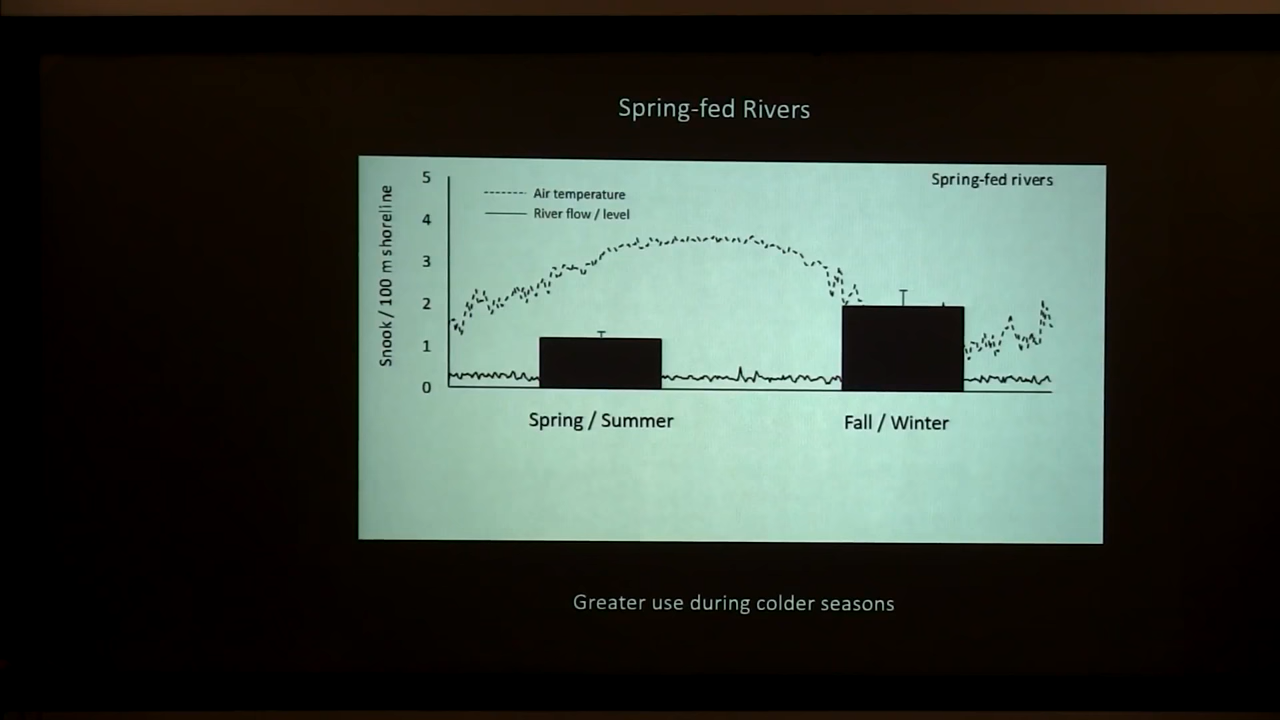 Spring-fed Rivers
Spring-fed rivers
Snook / 100 m shoreline
5
4
3
2
1
0
Air temperature
River flow / level
Spring / Summer
Fall / Winter
Greater use during colder seasons